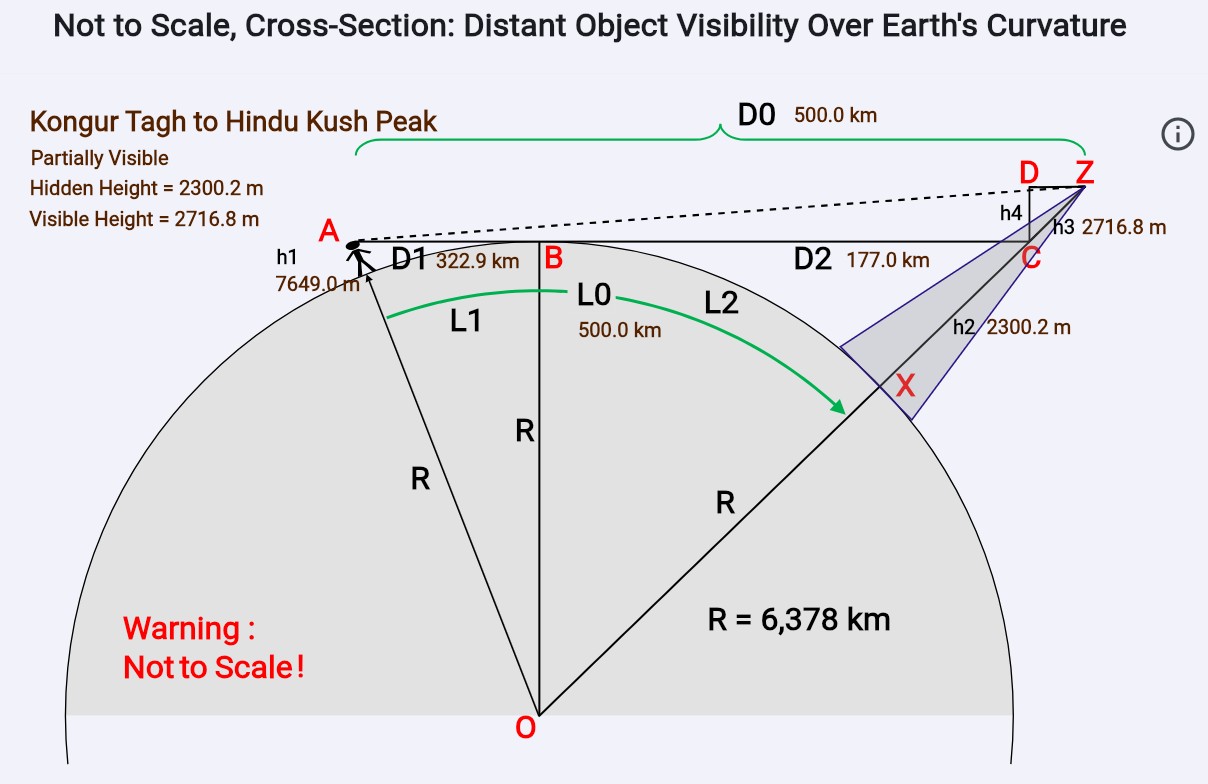 Not to Scale, Cross-Section: Distant Object Visibility Over Earth's Curvature
D0 500.0 km
Kongur Tagh to Hindu Kush Peak
Partially Visible
Hidden Height = 2300.2 m
Visible Height = 2716.8 m
D Z
h4
h3 2716.8 m
A
h1
7649.0 m
D1 322.9 km
B
D2 177.0 km
C
L0
500.0 km
L1
L2
h2 2300.2 m
X
R
R
R
R = 6,378 km
Warning :
Not to Scale !
O